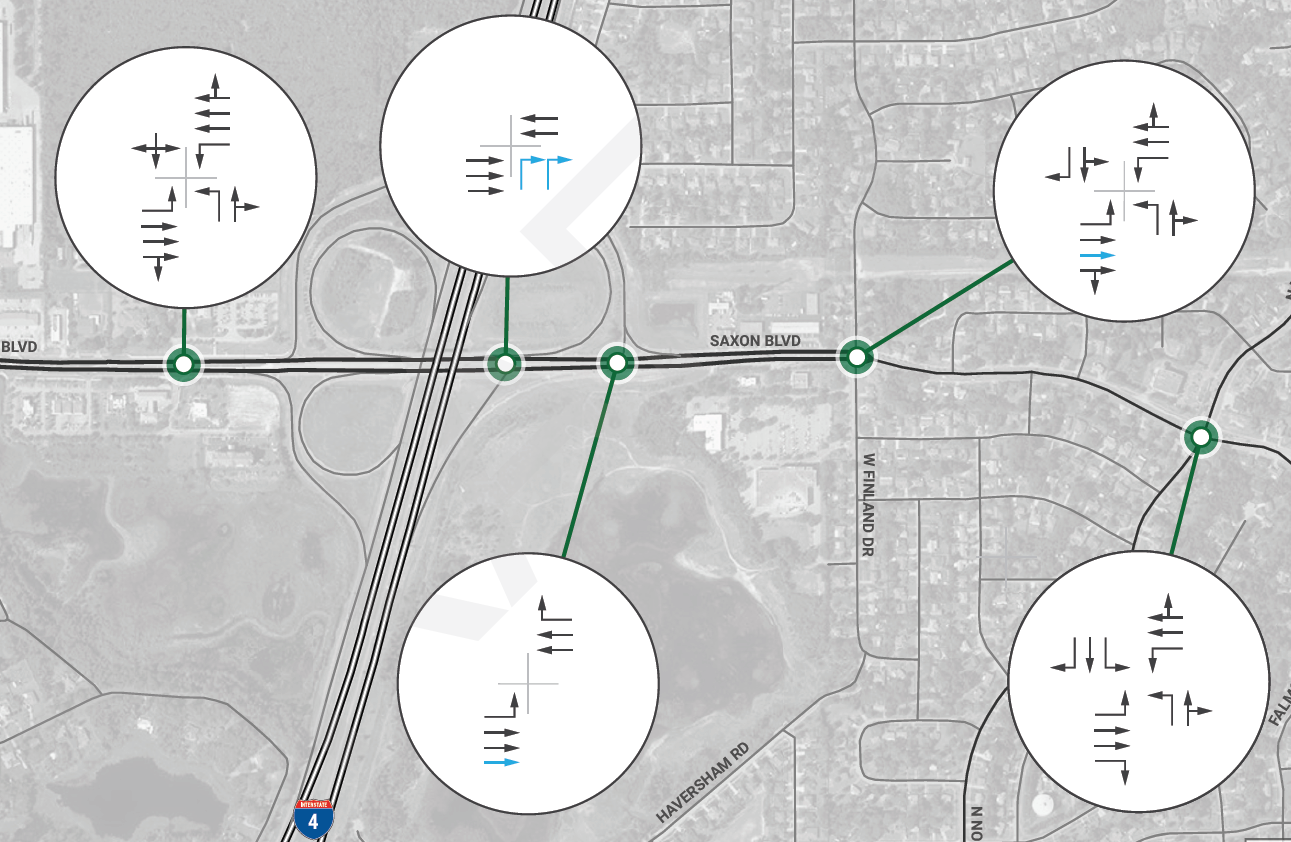 SAXON BLVD
BLVD
W FINLAND DR
HAVERSHAM RD
INTERSTATE
4